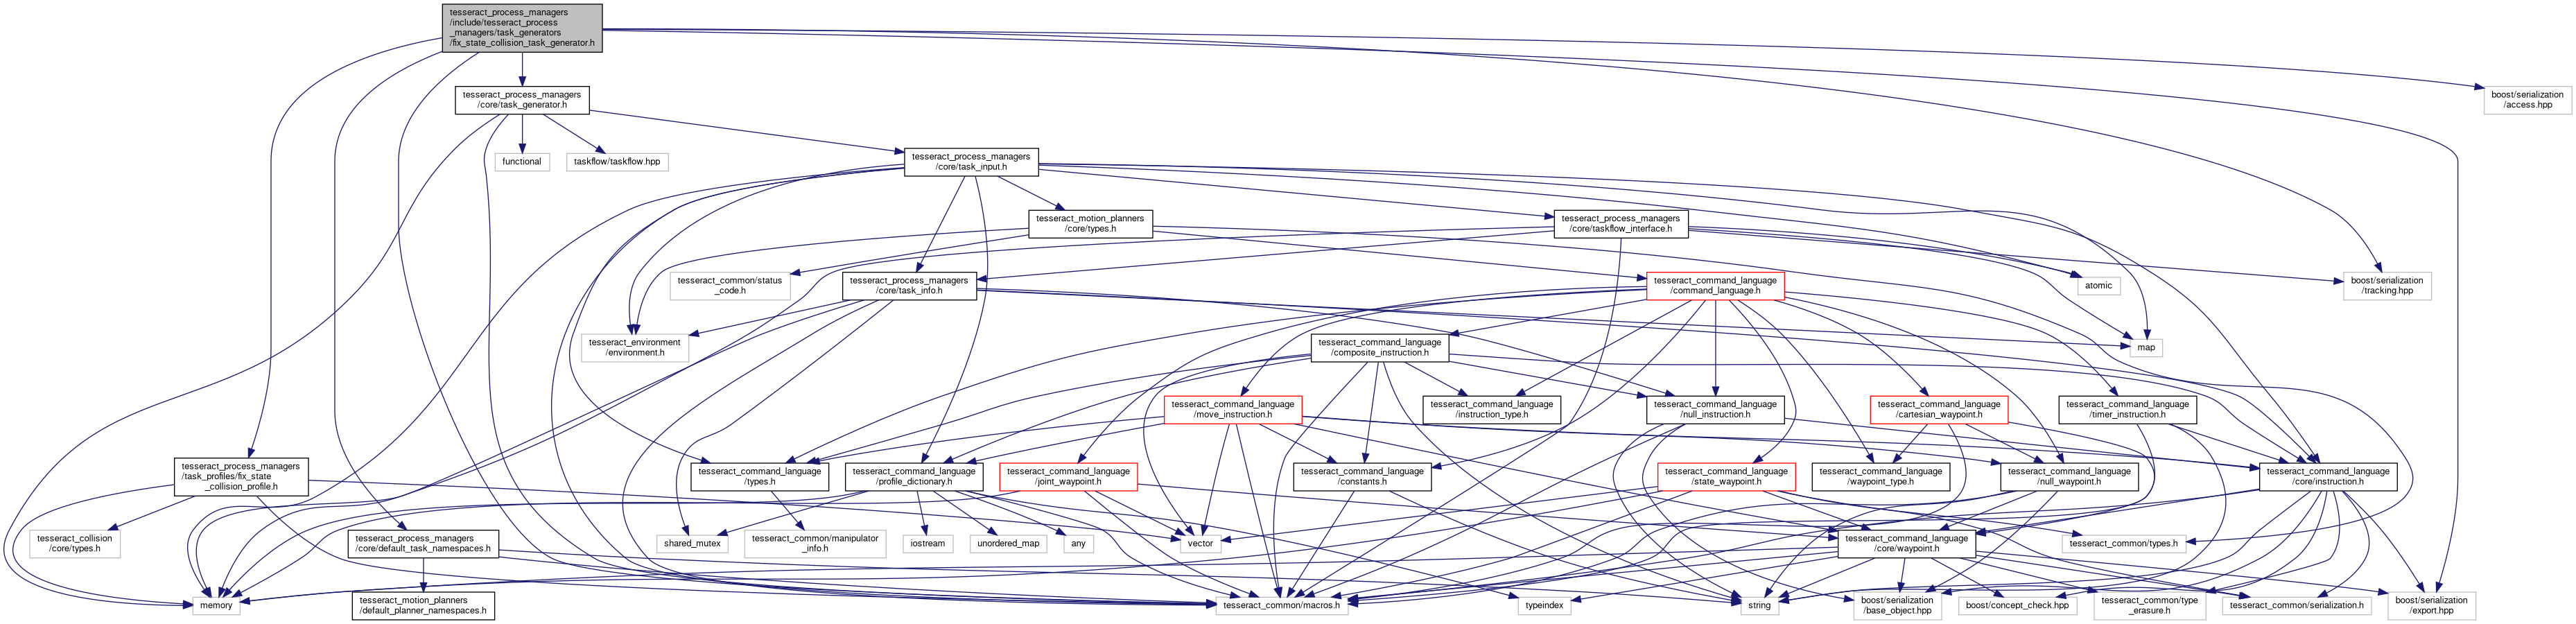 tesseract_process_managers
/include/tesseract_process
_managers/task_generators
/fix_state_collision_task_generator.h
tesseract_process_managers
/core/task_generator.h
boost/serialization
/access.hpp
functional
taskflow/taskflow.hpp
tesseract_process_managers
/core/task_input.h
tesseract_motion_planners
/core/types.h
tesseract_process_managers
/core/taskflow_interface.h
tesseract_common/status
_code.h
tesseract_process_managers
/core/task_info.h
tesseract_command_language
/command_language.h
boost/serialization
/tracking.hpp
atomic
tesseract_environment
/environment.h
tesseract_command_language
/composite_instruction.h
map
tesseract_command_language
/move_instruction.h
tesseract_command_language
/instruction_type.h
tesseract_command_language
/null_instruction.h
tesseract_command_language
/cartesian_waypoint.h
tesseract_command_language
/timer_instruction.h
tesseract_process_managers
/task_profiles/fix_state
_collision_profile.h
tesseract_command_language
/types.h
tesseract_command_language
/profile_dictionary.h
tesseract_command_language
/joint_waypoint.h
tesseract_command_language
/constants.h
tesseract_command_language
/state_waypoint.h
tesseract_command_language
/waypoint_type.h
tesseract_command_language
/null_waypoint.h
tesseract_command_language
/core/instruction.h
tesseract_collision
/core/types.h
tesseract_process_managers
/core/default_task_namespaces.h
shared_mutex
tesseract_common/manipulator
_info.h
iostream
unordered_map
any
vector
tesseract_command_language
/core/waypoint.h
tesseract_common/types.h
memory
tesseract_motion_planners
/default_planner_namespaces.h
tesseract_common/macros.h
typeindex
string
boost/serialization
/base_object.hpp
boost/concept_check.hpp
tesseract_common/type
_erasure.h
tesseract_common/serialization.h
boost/serialization
/export.hpp